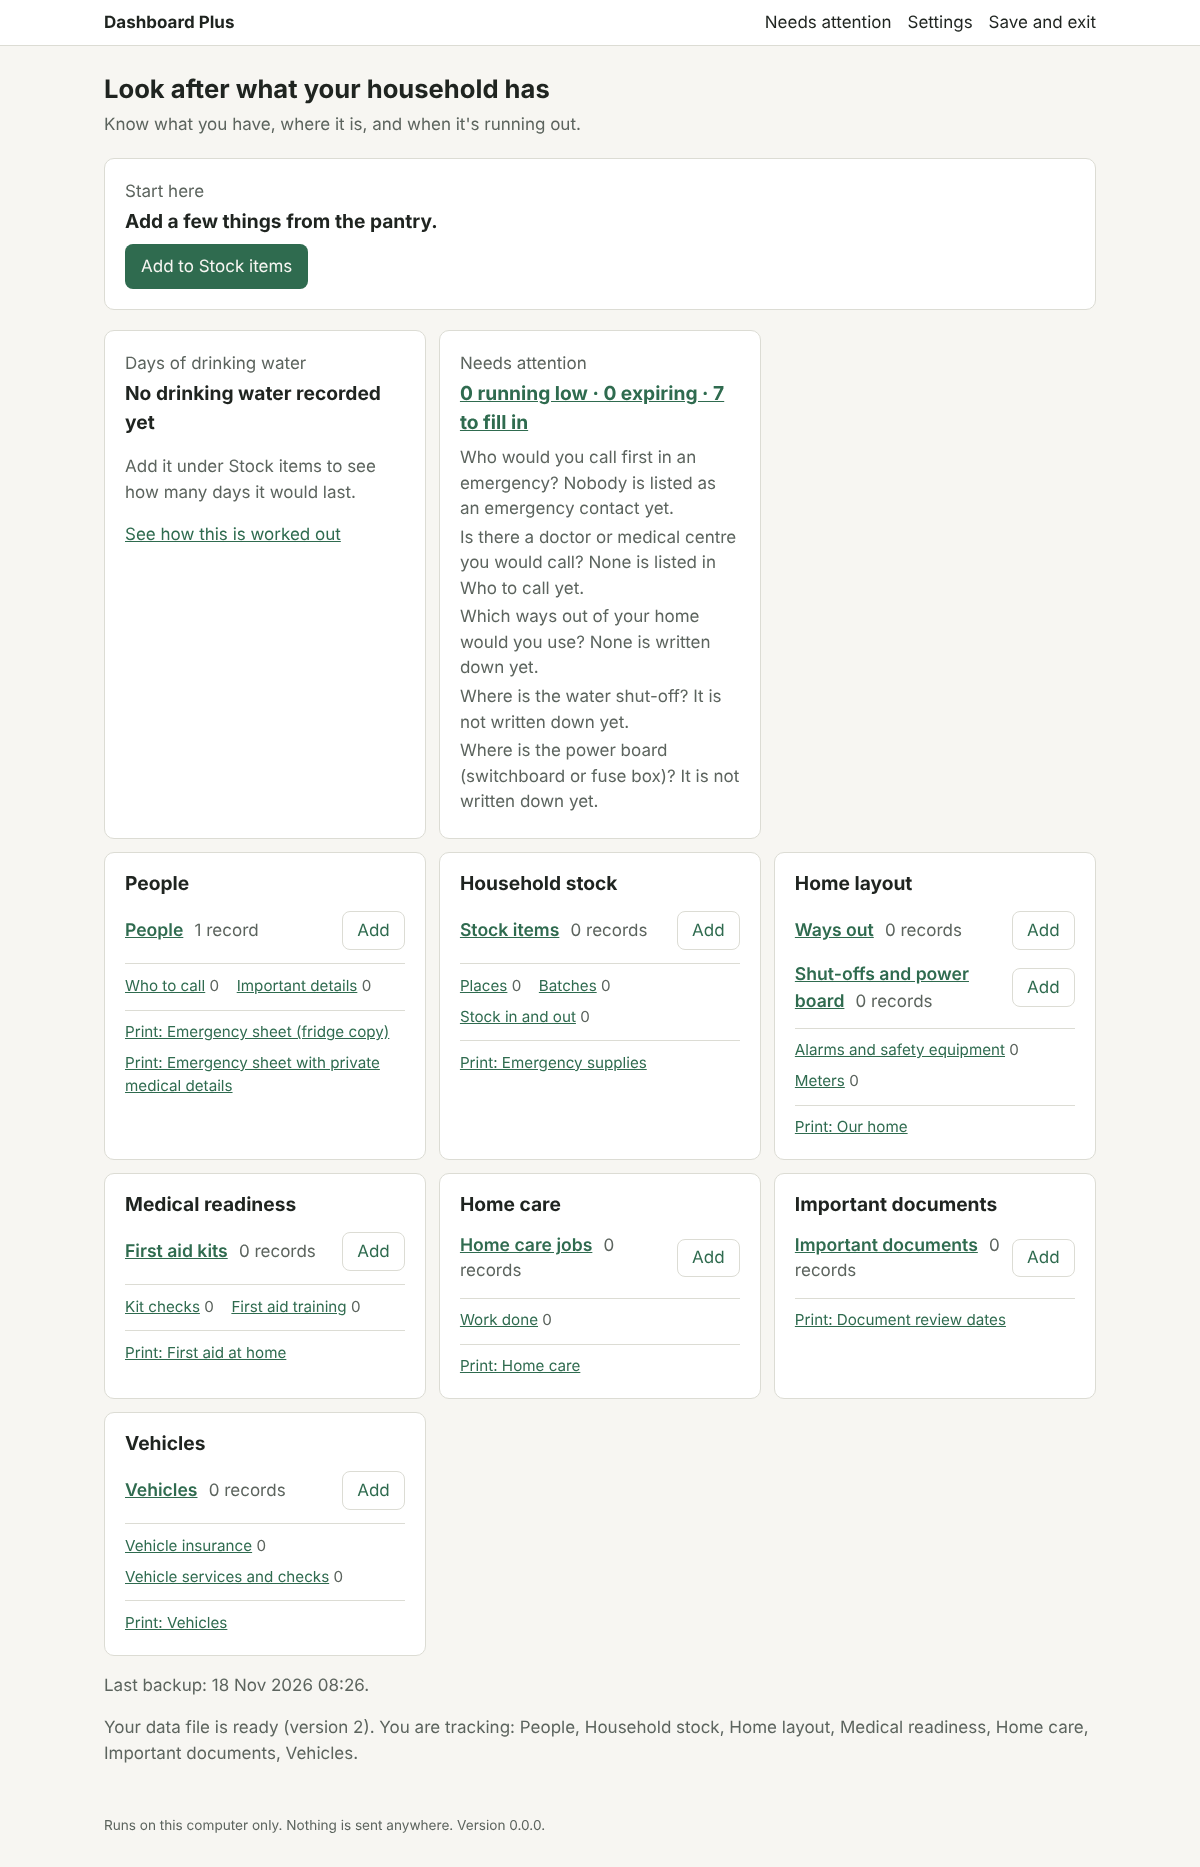 Dashboard Plus
Needs attention Settings Save and exit
Look after what your household has
Know what you have, where it is, and when it's running out.
Start here
Add a few things from the pantry.
Add to Stock items
Days of drinking water
No drinking water recorded
yet
Add it under Stock items to see
how many days it would last.
See how this is worked out
Needs attention
0 running low · 0 expiring · 7
to fill in
Who would you call first in an
emergency? Nobody is listed as
an emergency contact yet.
Is there a doctor or medical centre
you would call? None is listed in
Who to call yet.
Which ways out of your home
would you use? None is written
down yet.
Where is the water shut-off? It is
not written down yet.
Where is the power board
(switchboard or fuse box)? It is not
written down yet.
People
People 1 record Add
Who to call 0 Important details 0
Print: Emergency sheet (fridge copy)
Print: Emergency sheet with private
medical details
Household stock
Stock items 0 records Add
Places 0 Batches 0
Stock in and out 0
Print: Emergency supplies
Home layout
Ways out 0 records Add
Shut-offs and power
board 0 records Add
Alarms and safety equipment 0
Meters 0
Print: Our home
Medical readiness
First aid kits 0 records Add
Kit checks 0 First aid training 0
Print: First aid at home
Home care
Home care jobs 0
records Add
Work done 0
Print: Home care
Important documents
Important documents 0
records Add
Print: Document review dates
Vehicles
Vehicles 0 records Add
Vehicle insurance 0
Vehicle services and checks 0
Print: Vehicles
Last backup: 18 Nov 2026 08:26.
Your data file is ready (version 2). You are tracking: People, Household stock, Home layout, Medical readiness, Home care,
Important documents, Vehicles.
Runs on this computer only. Nothing is sent anywhere. Version 0.0.0.